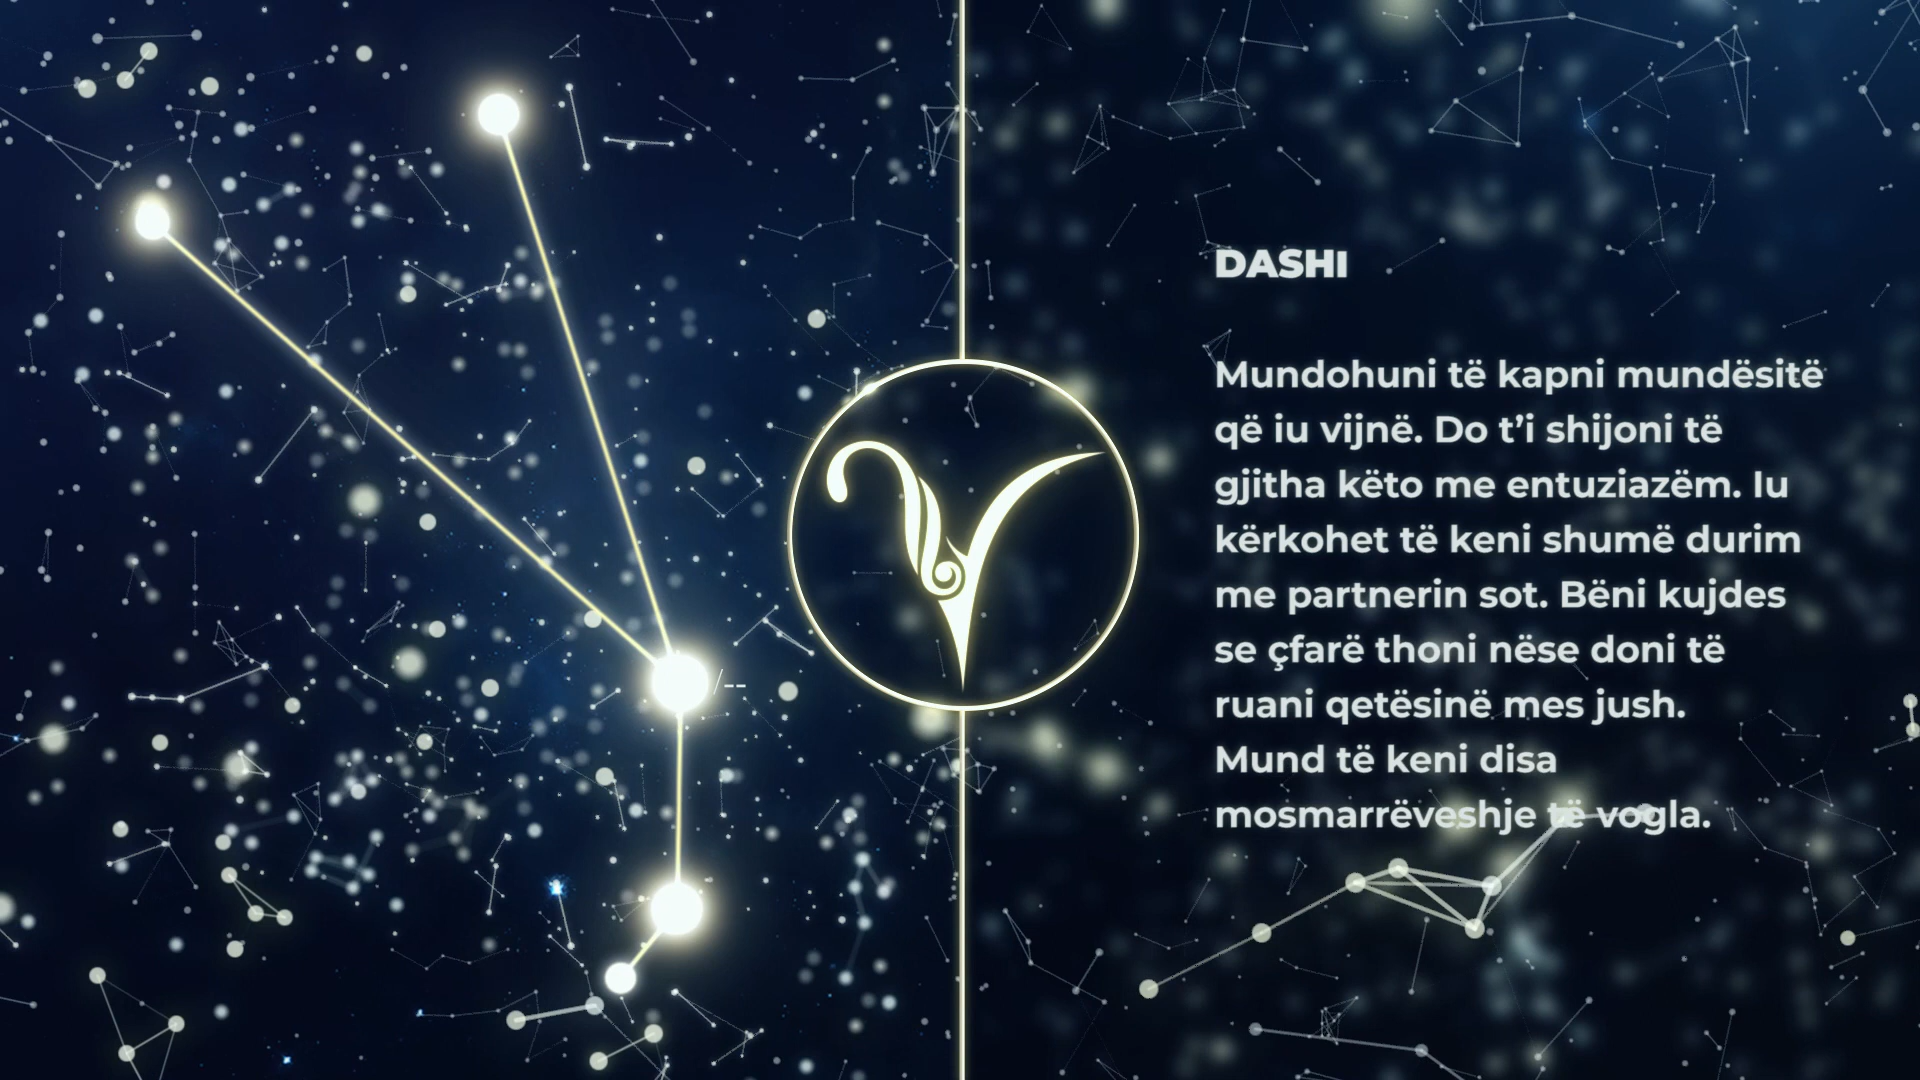 DASHI
Mundohuni të kapni mundësitë
që iu vijnë. Do t’i shijoni të
gjitha këto me entuziazëm. Iu
kërkohet të keni shumë durim
me partnerin sot. Bëni kujdes
se çfarë thoni nëse doni të
ruani qetësinë mes jush.
Mund të keni disa
mosmarrëveshje të vogla.